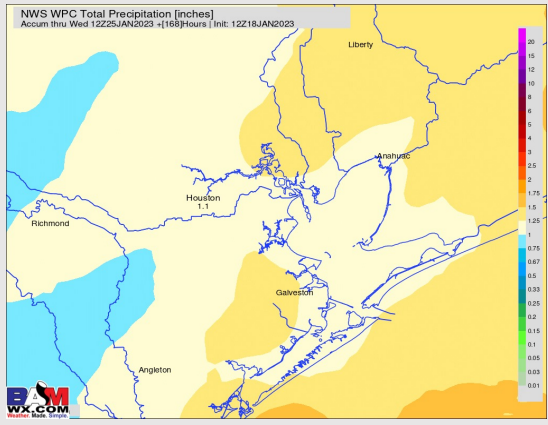 NWS WPC Total Precipitation [inches]
Accum thru Wed 12Z25JAN2023 +[168]Hours | Init: 12Z18JAN2023
Liberty
Anahuac
Houston
1.1
Richmond
Galveston
Angleton
20
15
12
10
8
6
5
4
3
2.5
2
1.75
1.5
1.25
1
0.75
0.67
0.5
0.33
0.25
0.2
0.15
0.1
0.05
0.03
0.01
BAM
WX.COM
Weather. Made. Simple.